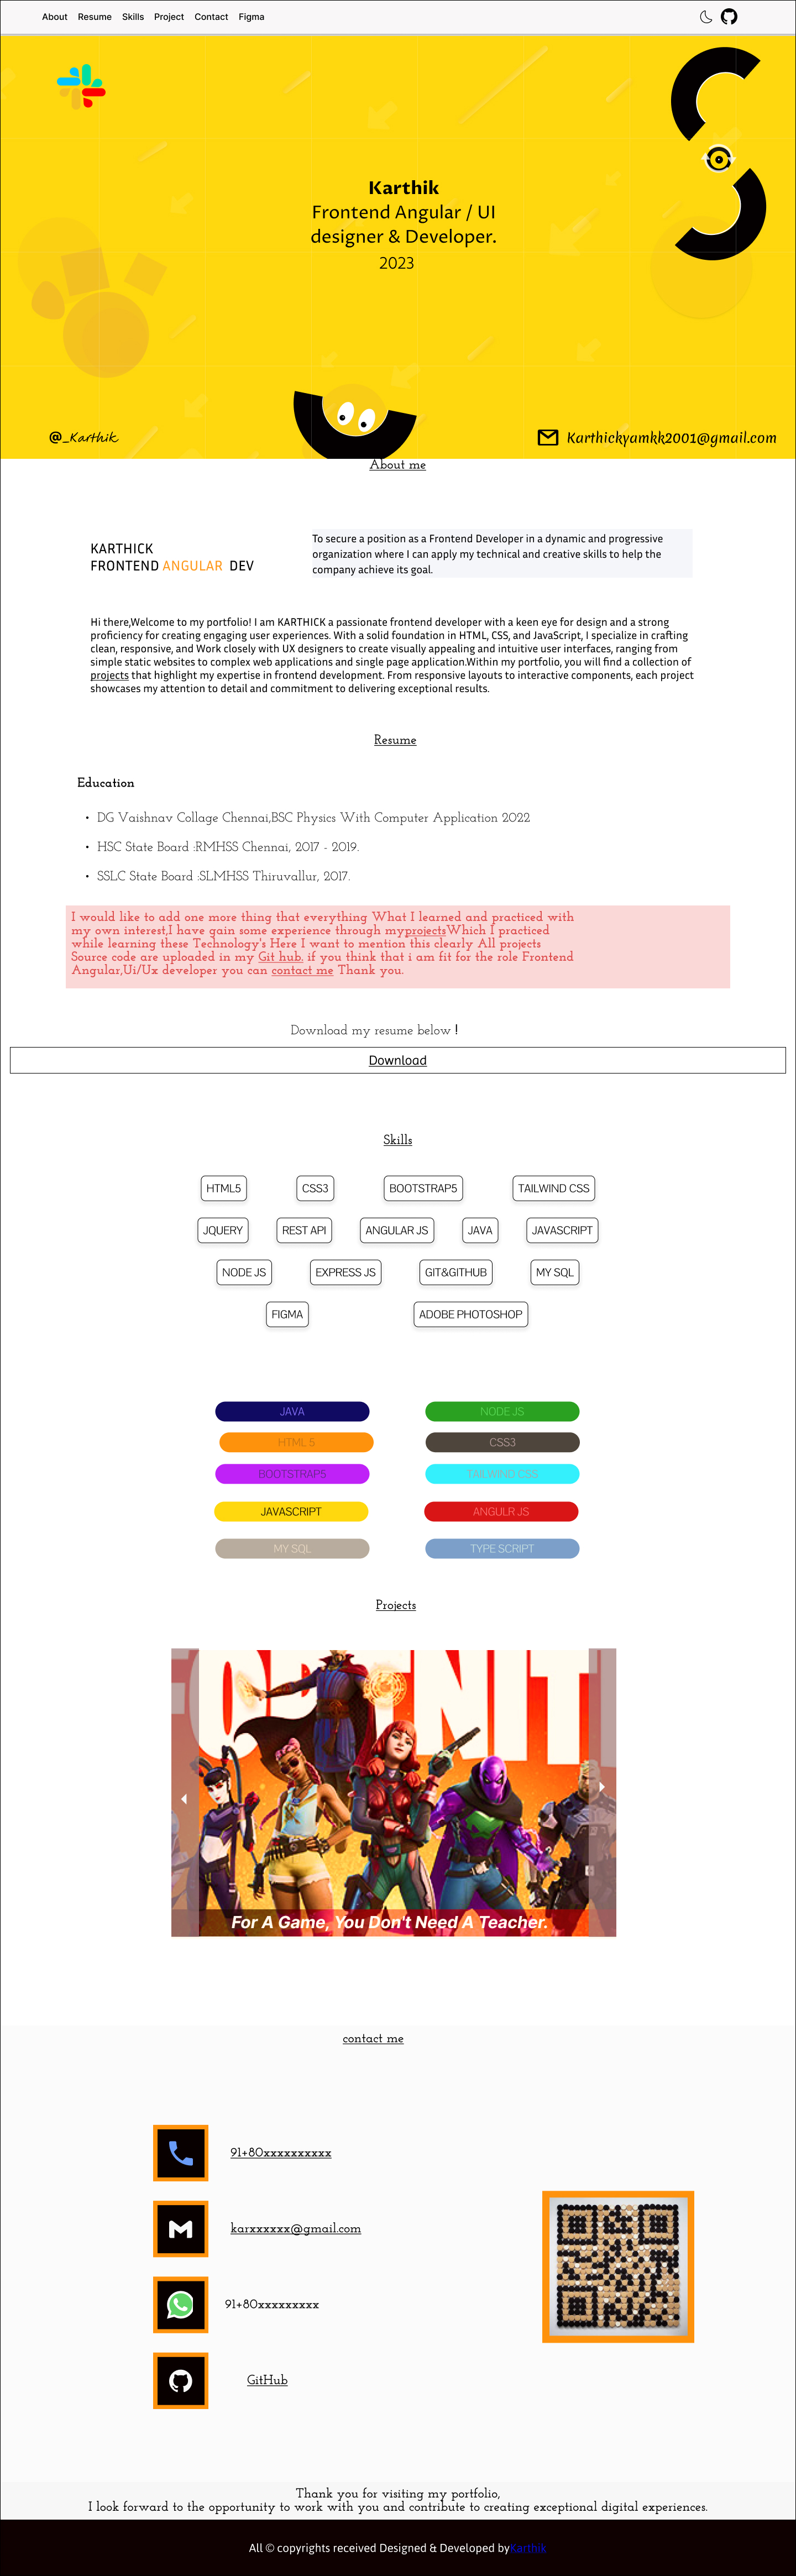 About Resume Skills Project Contact Figma
Karthik
Frontend Angular / UI
designer & Developer.
2023
@_Karthik
Karthickyamkk2001@gmail.com
About me
KARTHICK
FRONTEND ANGULAR DEV
To secure a position as a Frontend Developer in a dynamic and progressive
organization where I can apply my technical and creative skills to help the
company achieve its goal.
Hi there,Welcome to my portfolio! I am KARTHICK a passionate frontend developer with a keen eye for design and a strong
proficiency for creating engaging user experiences. With a solid foundation in HTML, CSS, and JavaScript, I specialize in crafting
clean, responsive, and Work closely with UX designers to create visually appealing and intuitive user interfaces, ranging from
simple static websites to complex web applications and single page application.Within my portfolio, you will find a collection of
projects that highlight my expertise in frontend development. From responsive layouts to interactive components, each project
showcases my attention to detail and commitment to delivering exceptional results.
Resume
Education
• DG Vaishnav Collage Chennai,BSC Physics With Computer Application 2022
• HSC State Board :RMHSS Chennai, 2017 - 2019.
• SSLC State Board :SLMHSS Thiruvallur, 2017.
I would like to add one more thing that everything What I learned and practiced with
my own interest,I have gain some experience through myprojectsWhich I practiced
while learning these Technology's Here I want to mention this clearly All projects
Source code are uploaded in my Git hub. if you think that i am fit for the role Frontend
Angular,Ui/Ux developer you can contact me Thank you.
Download my resume below !
Download
Skills
HTML5 CSS3 BOOTSTRAP5 TAILWIND CSS
JQUERY REST API ANGULAR JS JAVA JAVASCRIPT
NODE JS EXPRESS JS GIT&GITHUB MY SQL
FIGMA ADOBE PHOTOSHOP
JAVA NODE JS
HTML 5 CSS3
BOOTSTRAP5 TAILWIND CSS
JAVASCRIPT ANGULR JS
MY SQL TYPE SCRIPT
Projects
For A Game, You Don't Need A Teacher.
contact me
91+80xxxxxxxxxx
karxxxxxx@gmail.com
91+80xxxxxxxxx
GitHub
Thank you for visiting my portfolio,
I look forward to the opportunity to work with you and contribute to creating exceptional digital experiences.
All © copyrights received Designed & Developed byKarthik